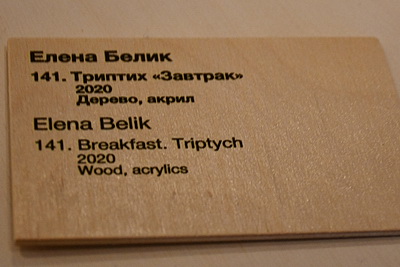 Елена Белик
141. Триптих «Завтрак»
2020
Дерево, акрил
Elena Belik
141. Breakfast. Triptych
2020
Wood, acrylics